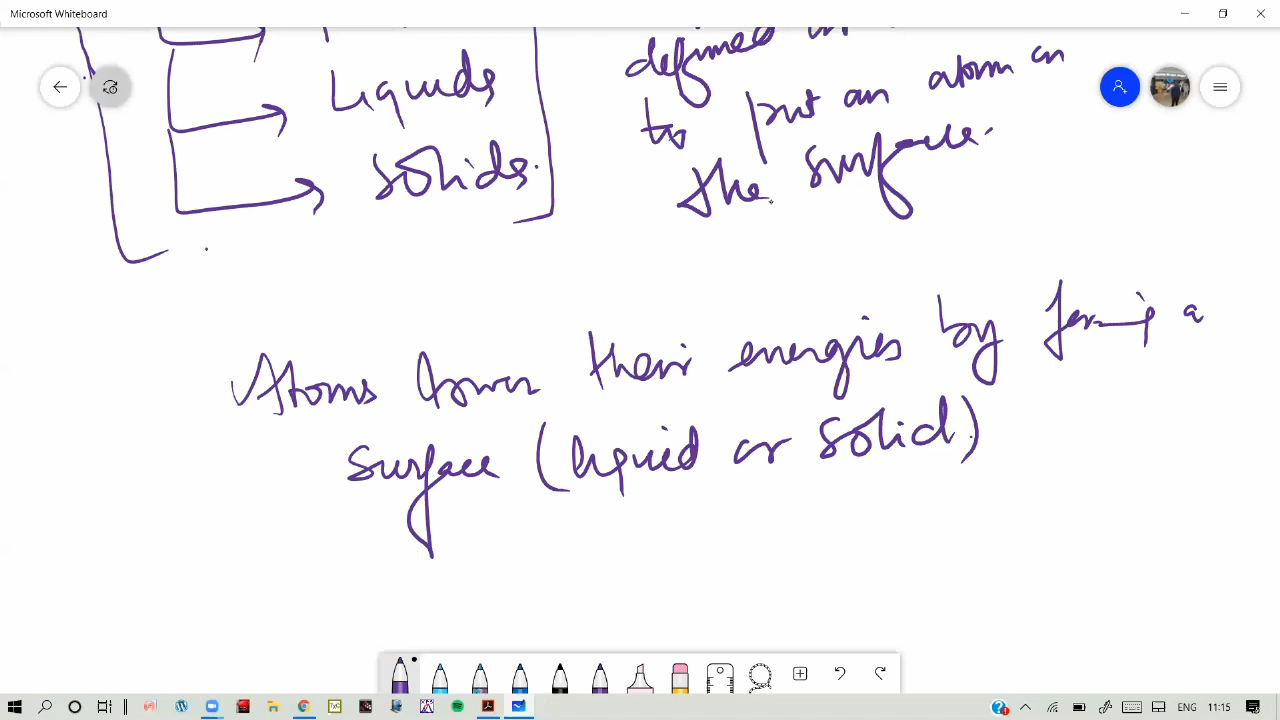 Microsoft Whiteboard
Liquids
Solids.
defined
to put an atom on
the surface.
Atoms lower their energies by forming a
surface (liquid or solid)
ENG
11:15